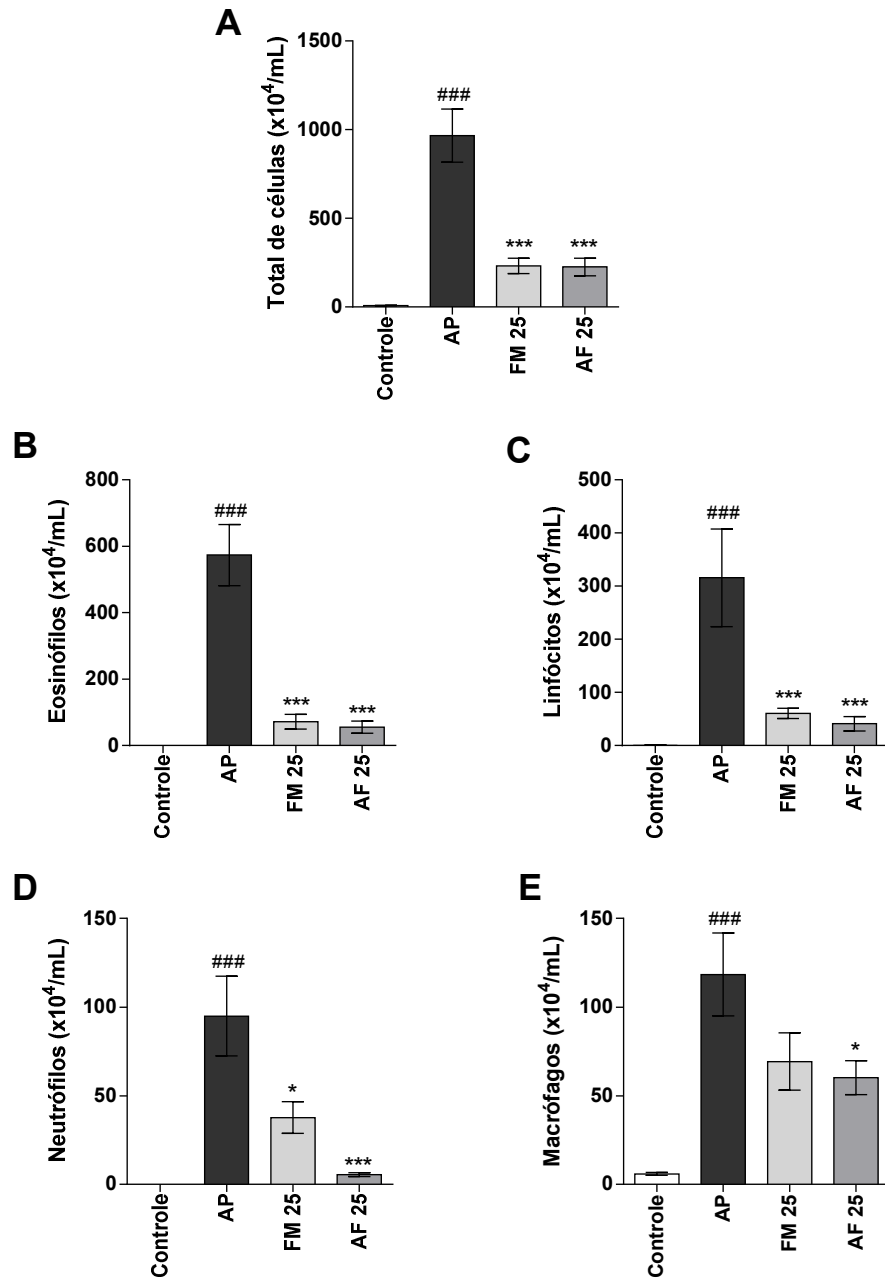 A
Total de células (x10⁴/mL)
1500
1000
500
0
###
***
***
Controle
AP
FM 25
AF 25
B
Eosinófilos (x10⁴/mL)
800
600
400
200
0
###
***
***
Controle
AP
FM 25
AF 25
C
Linfócitos (x10⁴/mL)
500
400
300
200
100
0
###
***
***
Controle
AP
FM 25
AF 25
D
Neutrófilos (x10⁴/mL)
150
100
50
0
###
*
***
Controle
AP
FM 25
AF 25
E
Macrófagos (x10⁴/mL)
150
100
50
0
###
*
Controle
AP
FM 25
AF 25